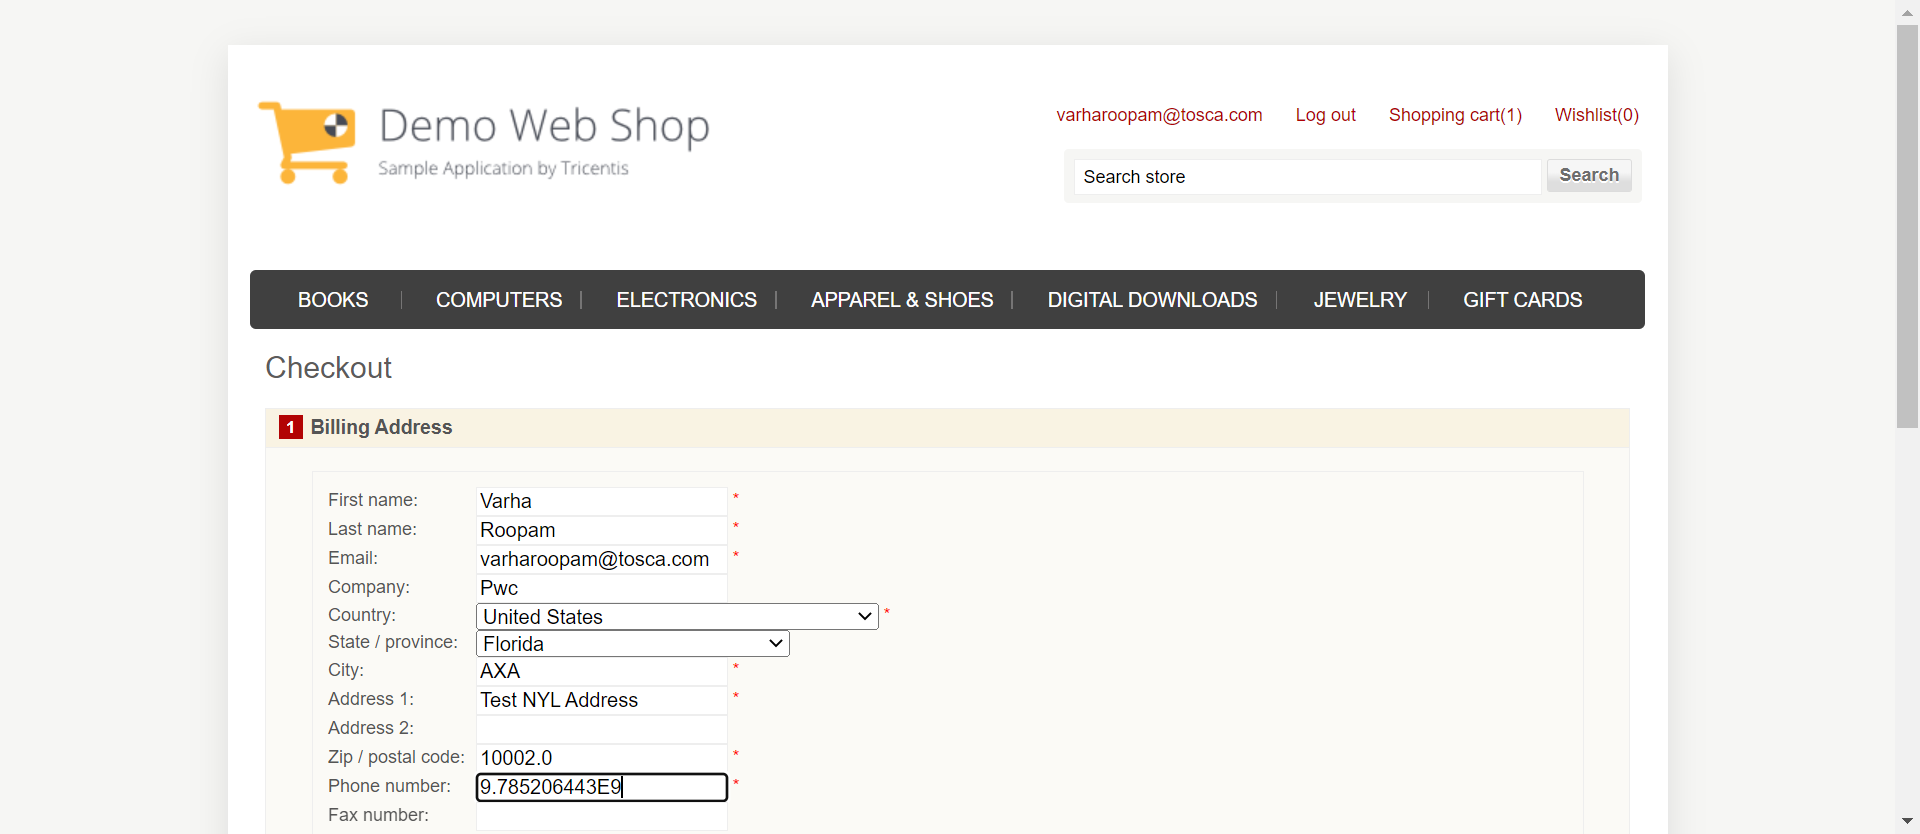 Demo Web Shop
Sample Application by Tricentis
varharoopam@tosca.com Log out Shopping cart(1) Wishlist(0)
Search store Search
BOOKS COMPUTERS ELECTRONICS APPAREL & SHOES DIGITAL DOWNLOADS JEWELRY GIFT CARDS
Checkout
1 Billing Address
First name: Varha *
Last name: Roopam *
Email: varharoopam@tosca.com *
Company: Pwc
Country: United States *
State / province: Florida
City: AXA *
Address 1: Test NYL Address *
Address 2:
Zip / postal code: 10002.0 *
Phone number: 9.785206443E9 *
Fax number: